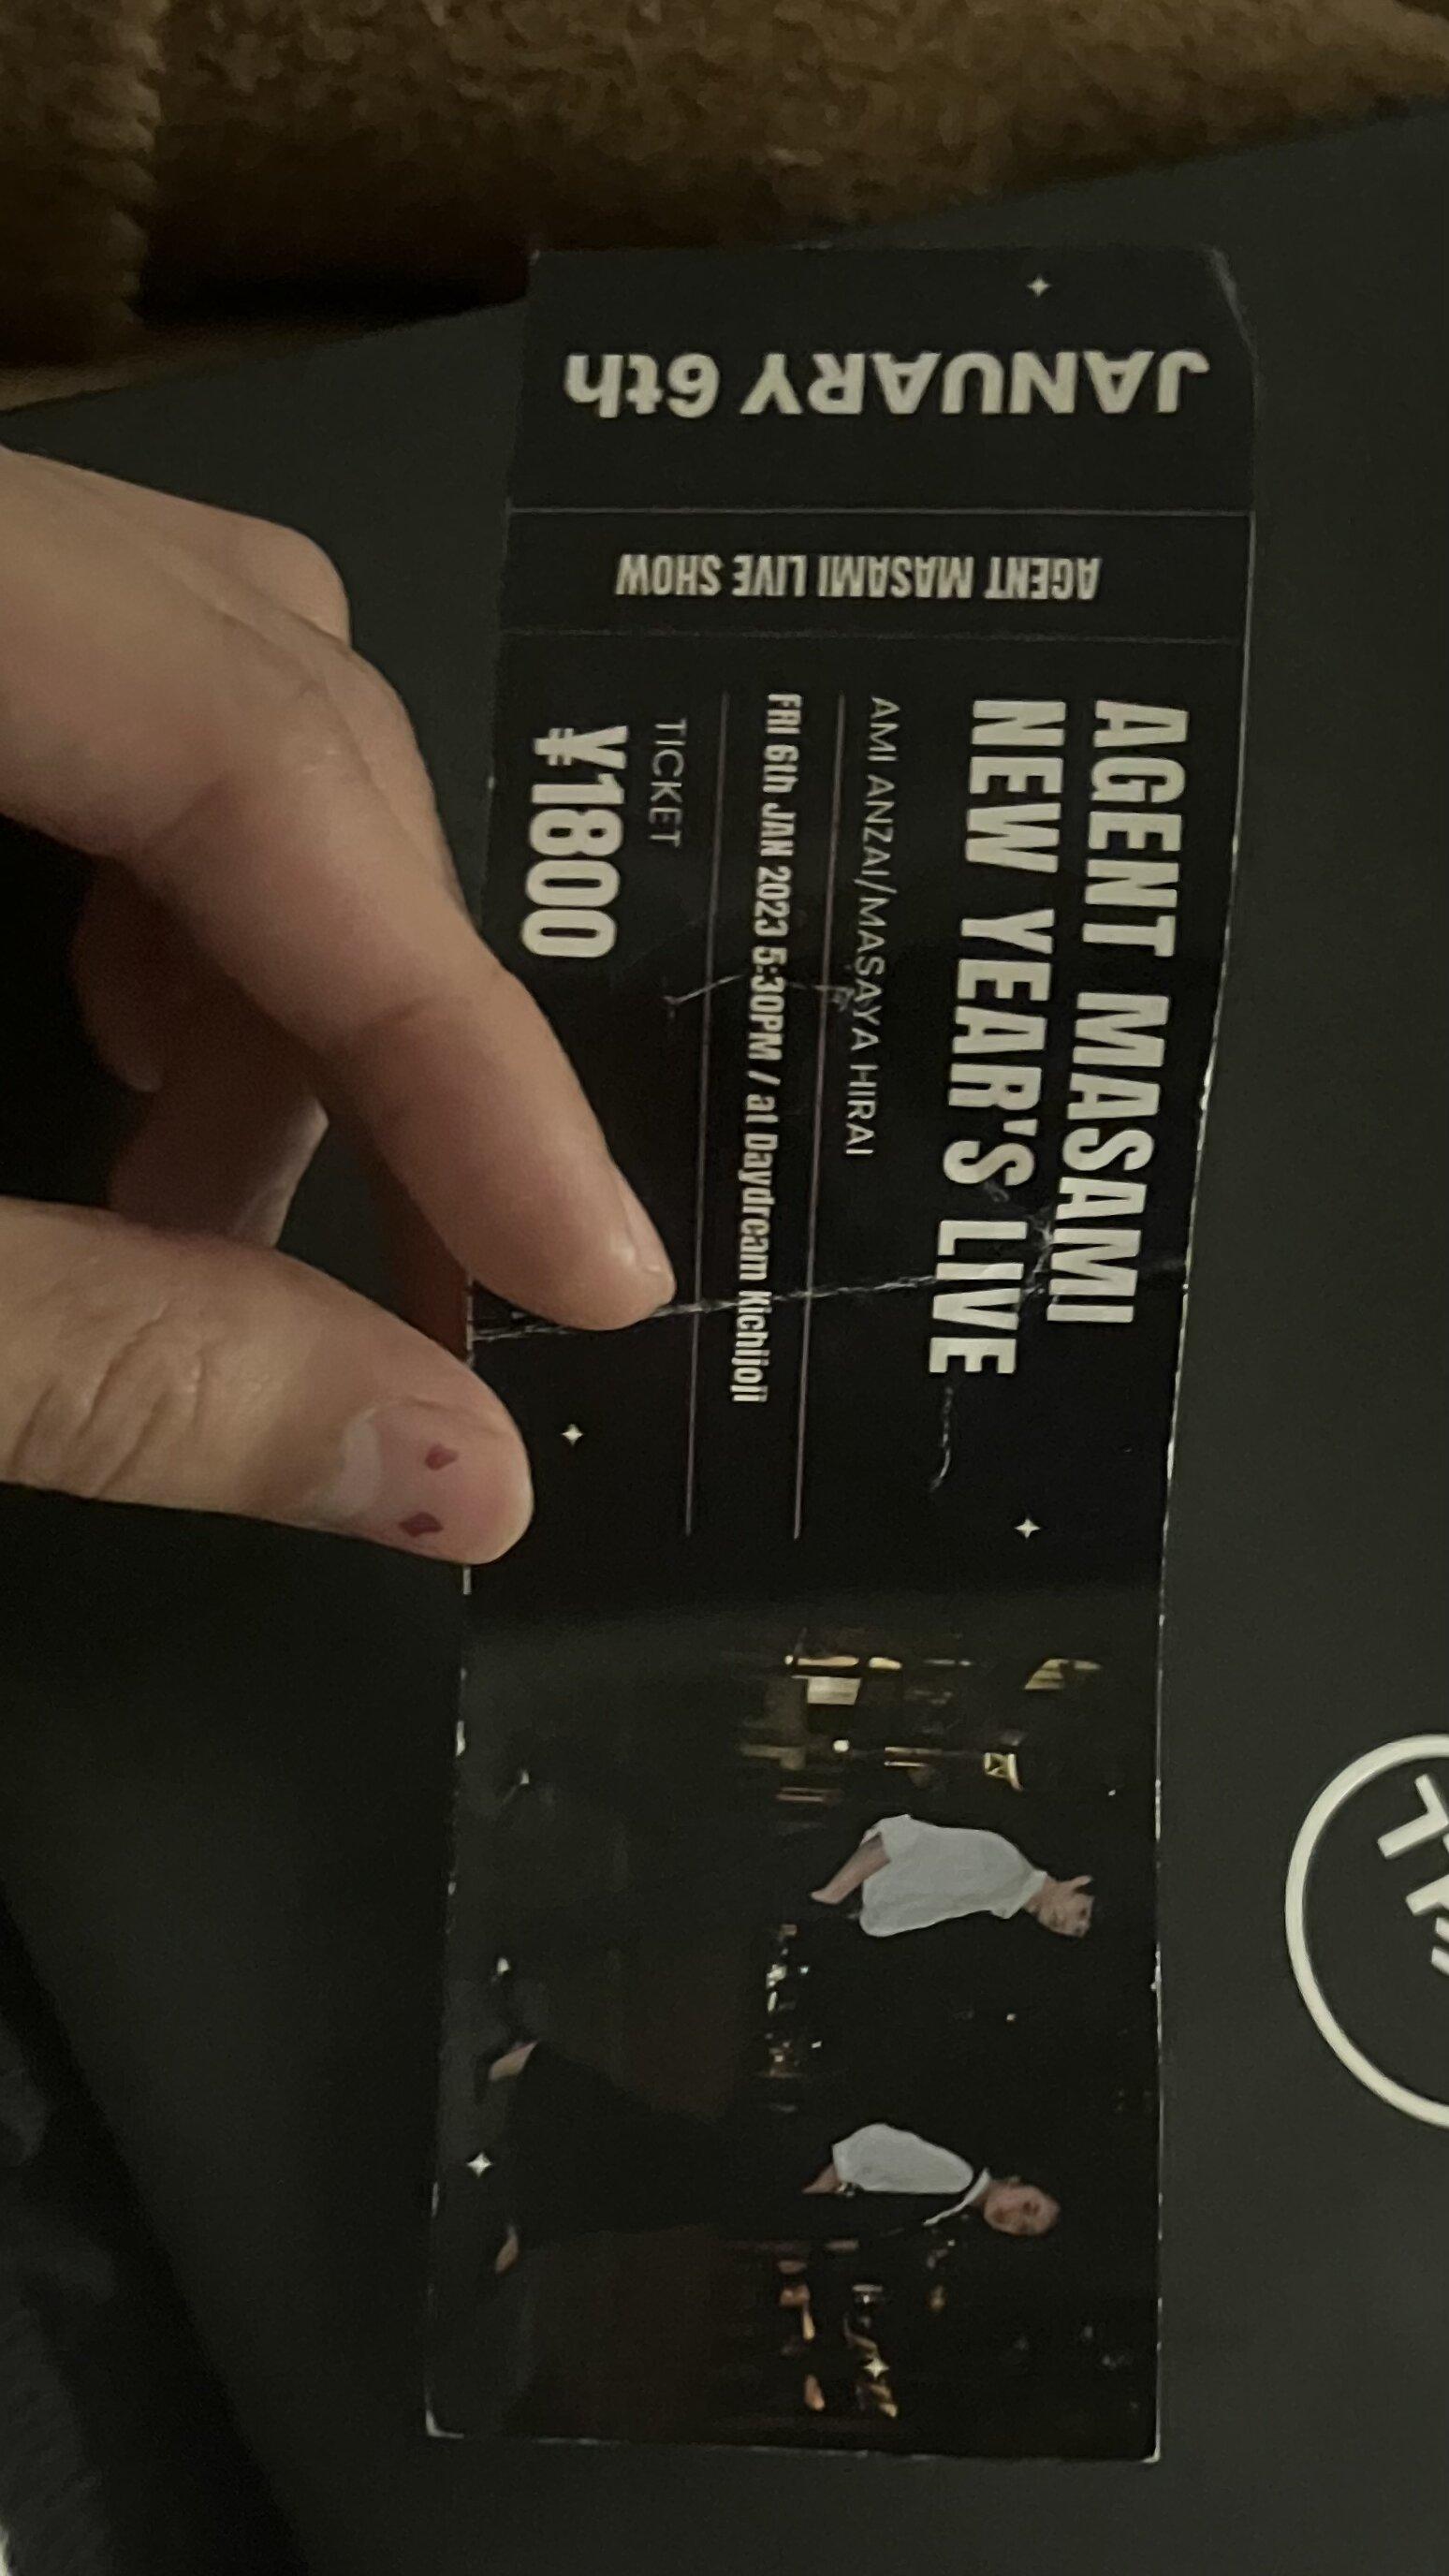 JANUARY 6th
AGENT MASAMI LIVE SHOW
AGENT MASAMI
NEW YEAR'S LIVE
AMI ANZAI/MASAYA HIRAI
FRI 6th JAN 2023 5:30PM / at Daydream Kichijoji
TICKET
¥1800